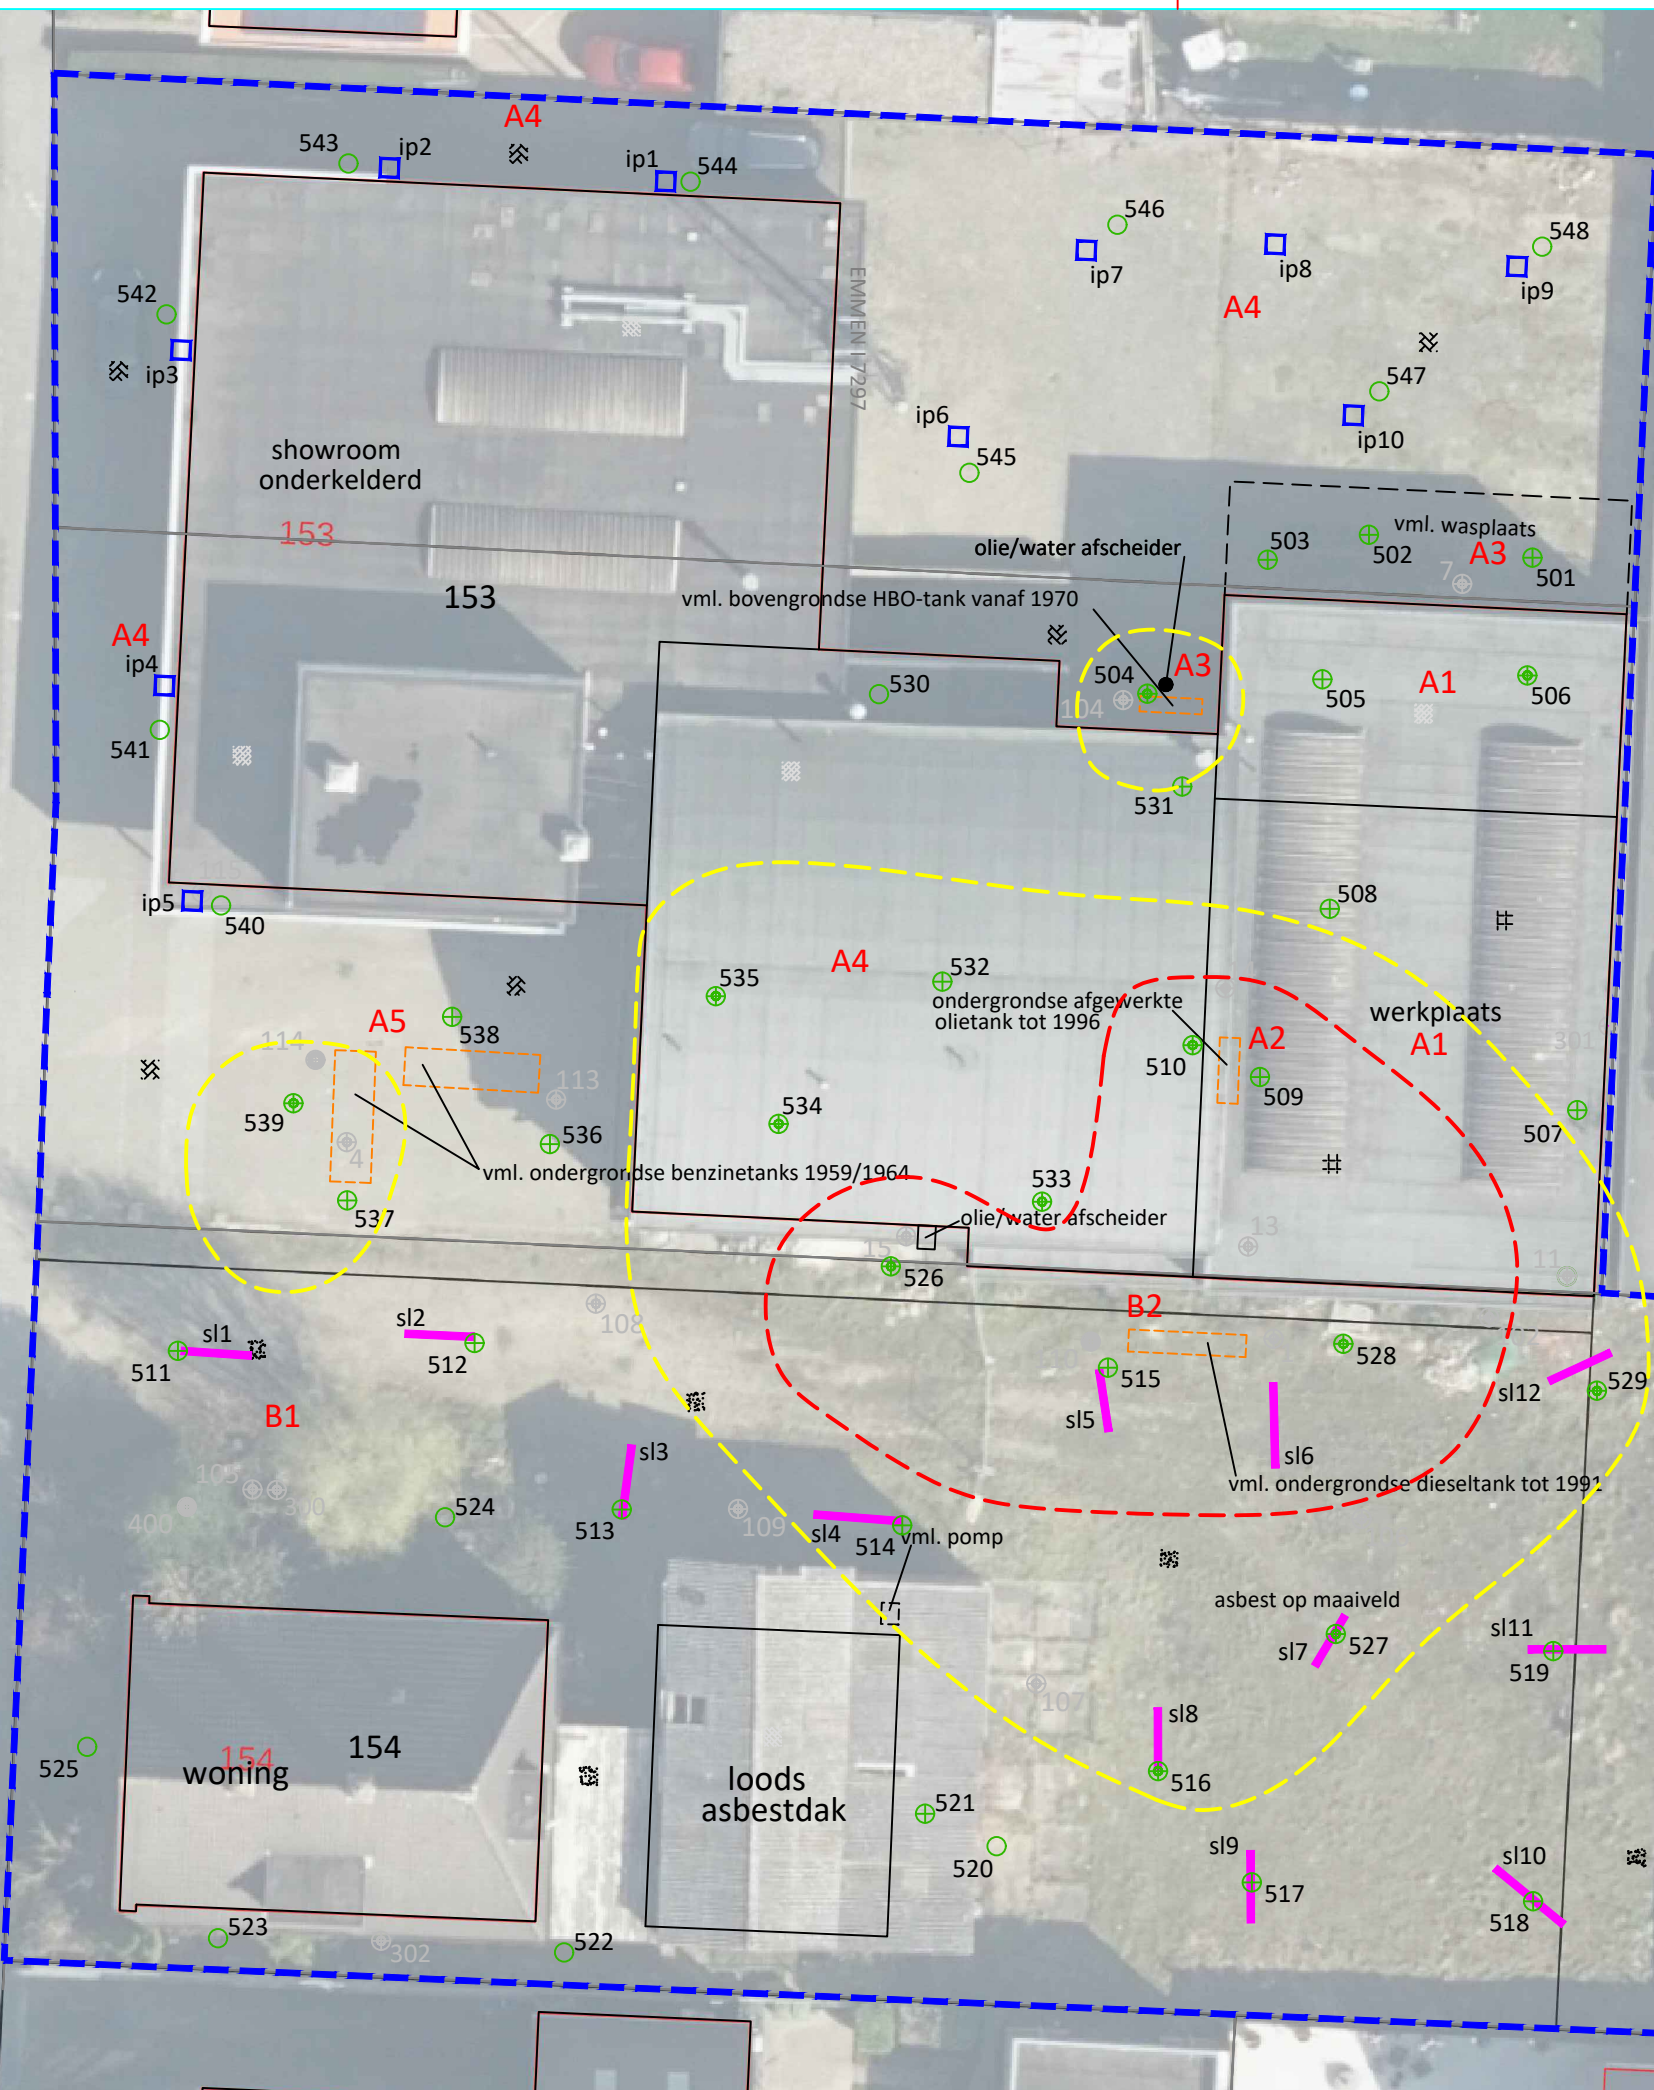 A4
543
ip2
ip1
544
546
548
ip7
ip8
ip9
542
A4
EMMEN I 7297
ip3
547
ip6
ip10
545
showroom
onderkelderd
153
153
vml. wasplaats
503
502
A3
501
olie/water afscheider
7
vml. bovengrondse HBO-tank vanaf 1970
A4
ip4
A3
504
104
530
A1
505
506
541
531
115
ip5
540
508
A4
535
532
ondergrondse afgewerkte
olietank tot 1996
werkplaats
A1
A2
301
A5
538
114
510
509
113
539
534
536
507
4
vml. ondergrondse benzinetanks 1959/1964
533
537
olie/water afscheider
15
13
526
11
B2
108
sl1
sl2
511
512
528
515
529
sl12
sl5
B1
sl3
sl6
vml. ondergrondse dieseltank tot 1991
105
300
400
524
513
109
sl4
514
vml. pomp
asbest op maaiveld
sl11
527
sl7
519
107
sl8
154
154
woning
525
loods
asbestdak
516
521
520
sl9
sl10
517
518
523
522
302